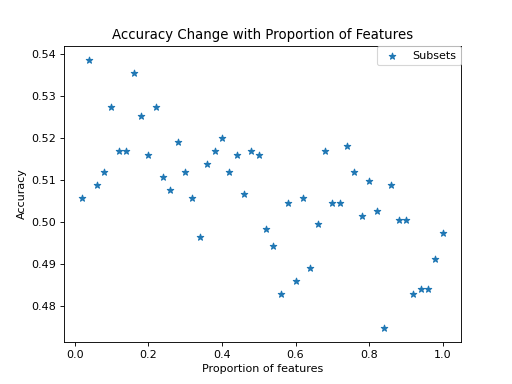 Accuracy Change with Proportion of Features
Subsets
0.54
0.53
0.52
0.51
0.50
0.49
0.48
Accuracy
0.0 0.2 0.4 0.6 0.8 1.0
Proportion of features